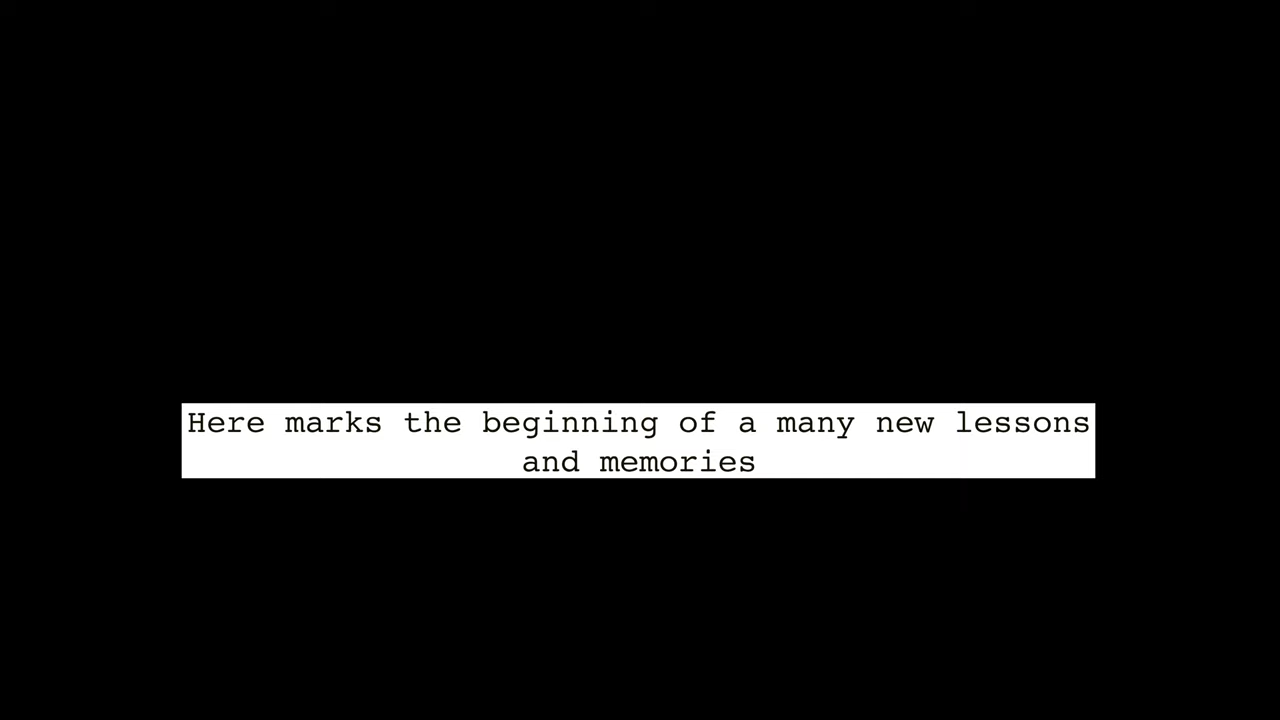 Here marks the beginning of a many new lessons
and memories